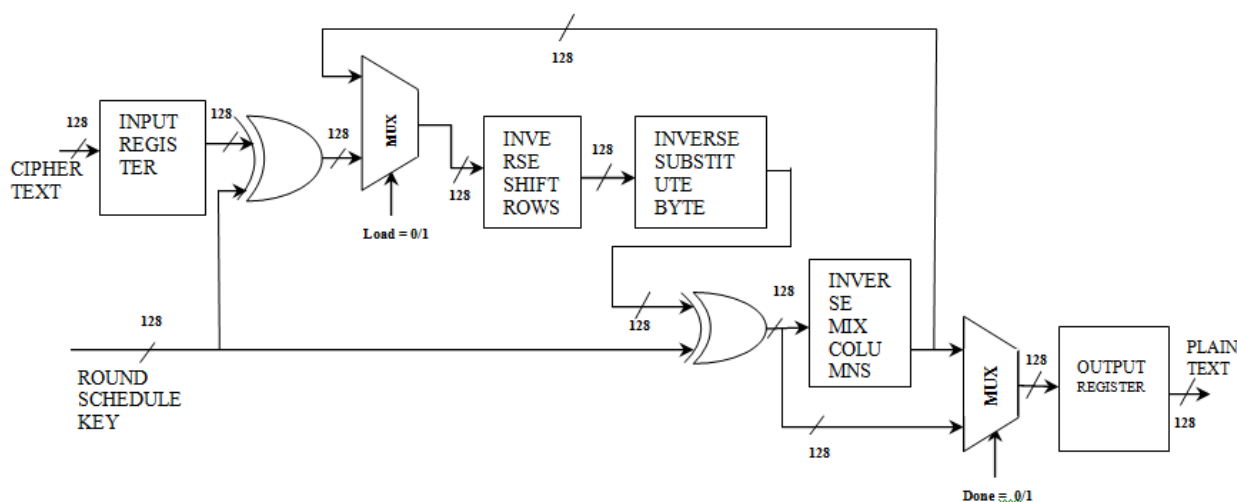 128
128
INPUT
REGIS
TER
CIPHER
TEXT
128
128
MUX
128
Load = 0/1
INVE
RSE
SHIFT
ROWS
128
INVERSE
SUBSTIT
UTE
BYTE
128
ROUND
SCHEDULE
KEY
128
128
INVER
SE
MIX
COLU
MNS
128
MUX
Done = 0/1
128
OUTPUT
REGISTER
PLAIN
TEXT
128